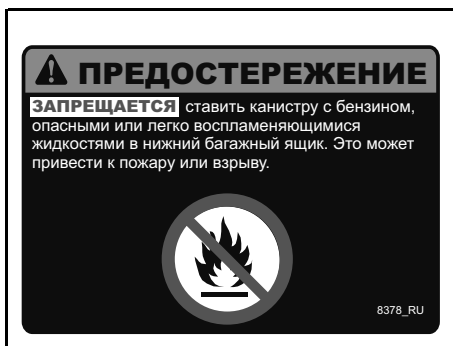 ПРЕДОСТЕРЕЖЕНИЕ
ЗАПРЕЩАЕТСЯ ставить канистру с бензином,
опасными или легко воспламеняющимися
жидкостями в нижний багажный ящик. Это может
привести к пожару или взрыву.
8378_RU